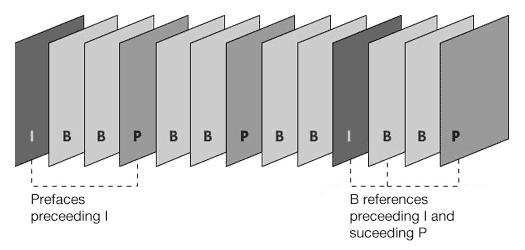 I B B P B B P B B I B B P
Prefaces
preceeding I
B references
preceeding I and
suceeding P